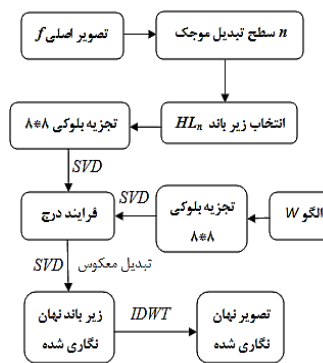 تصویر اصلی f
n سطح تبدیل موجک
انتخاب زیر باند HLn
تجزیه بلوکی ۸*۸
SVD
فرایند درج
SVD
تجزیه بلوکی
۸*۸
الگو W
SVD
تبدیل معکوس
زیر باند نهان
نگاری شده
IDWT
تصویر نهان
نگاری شده